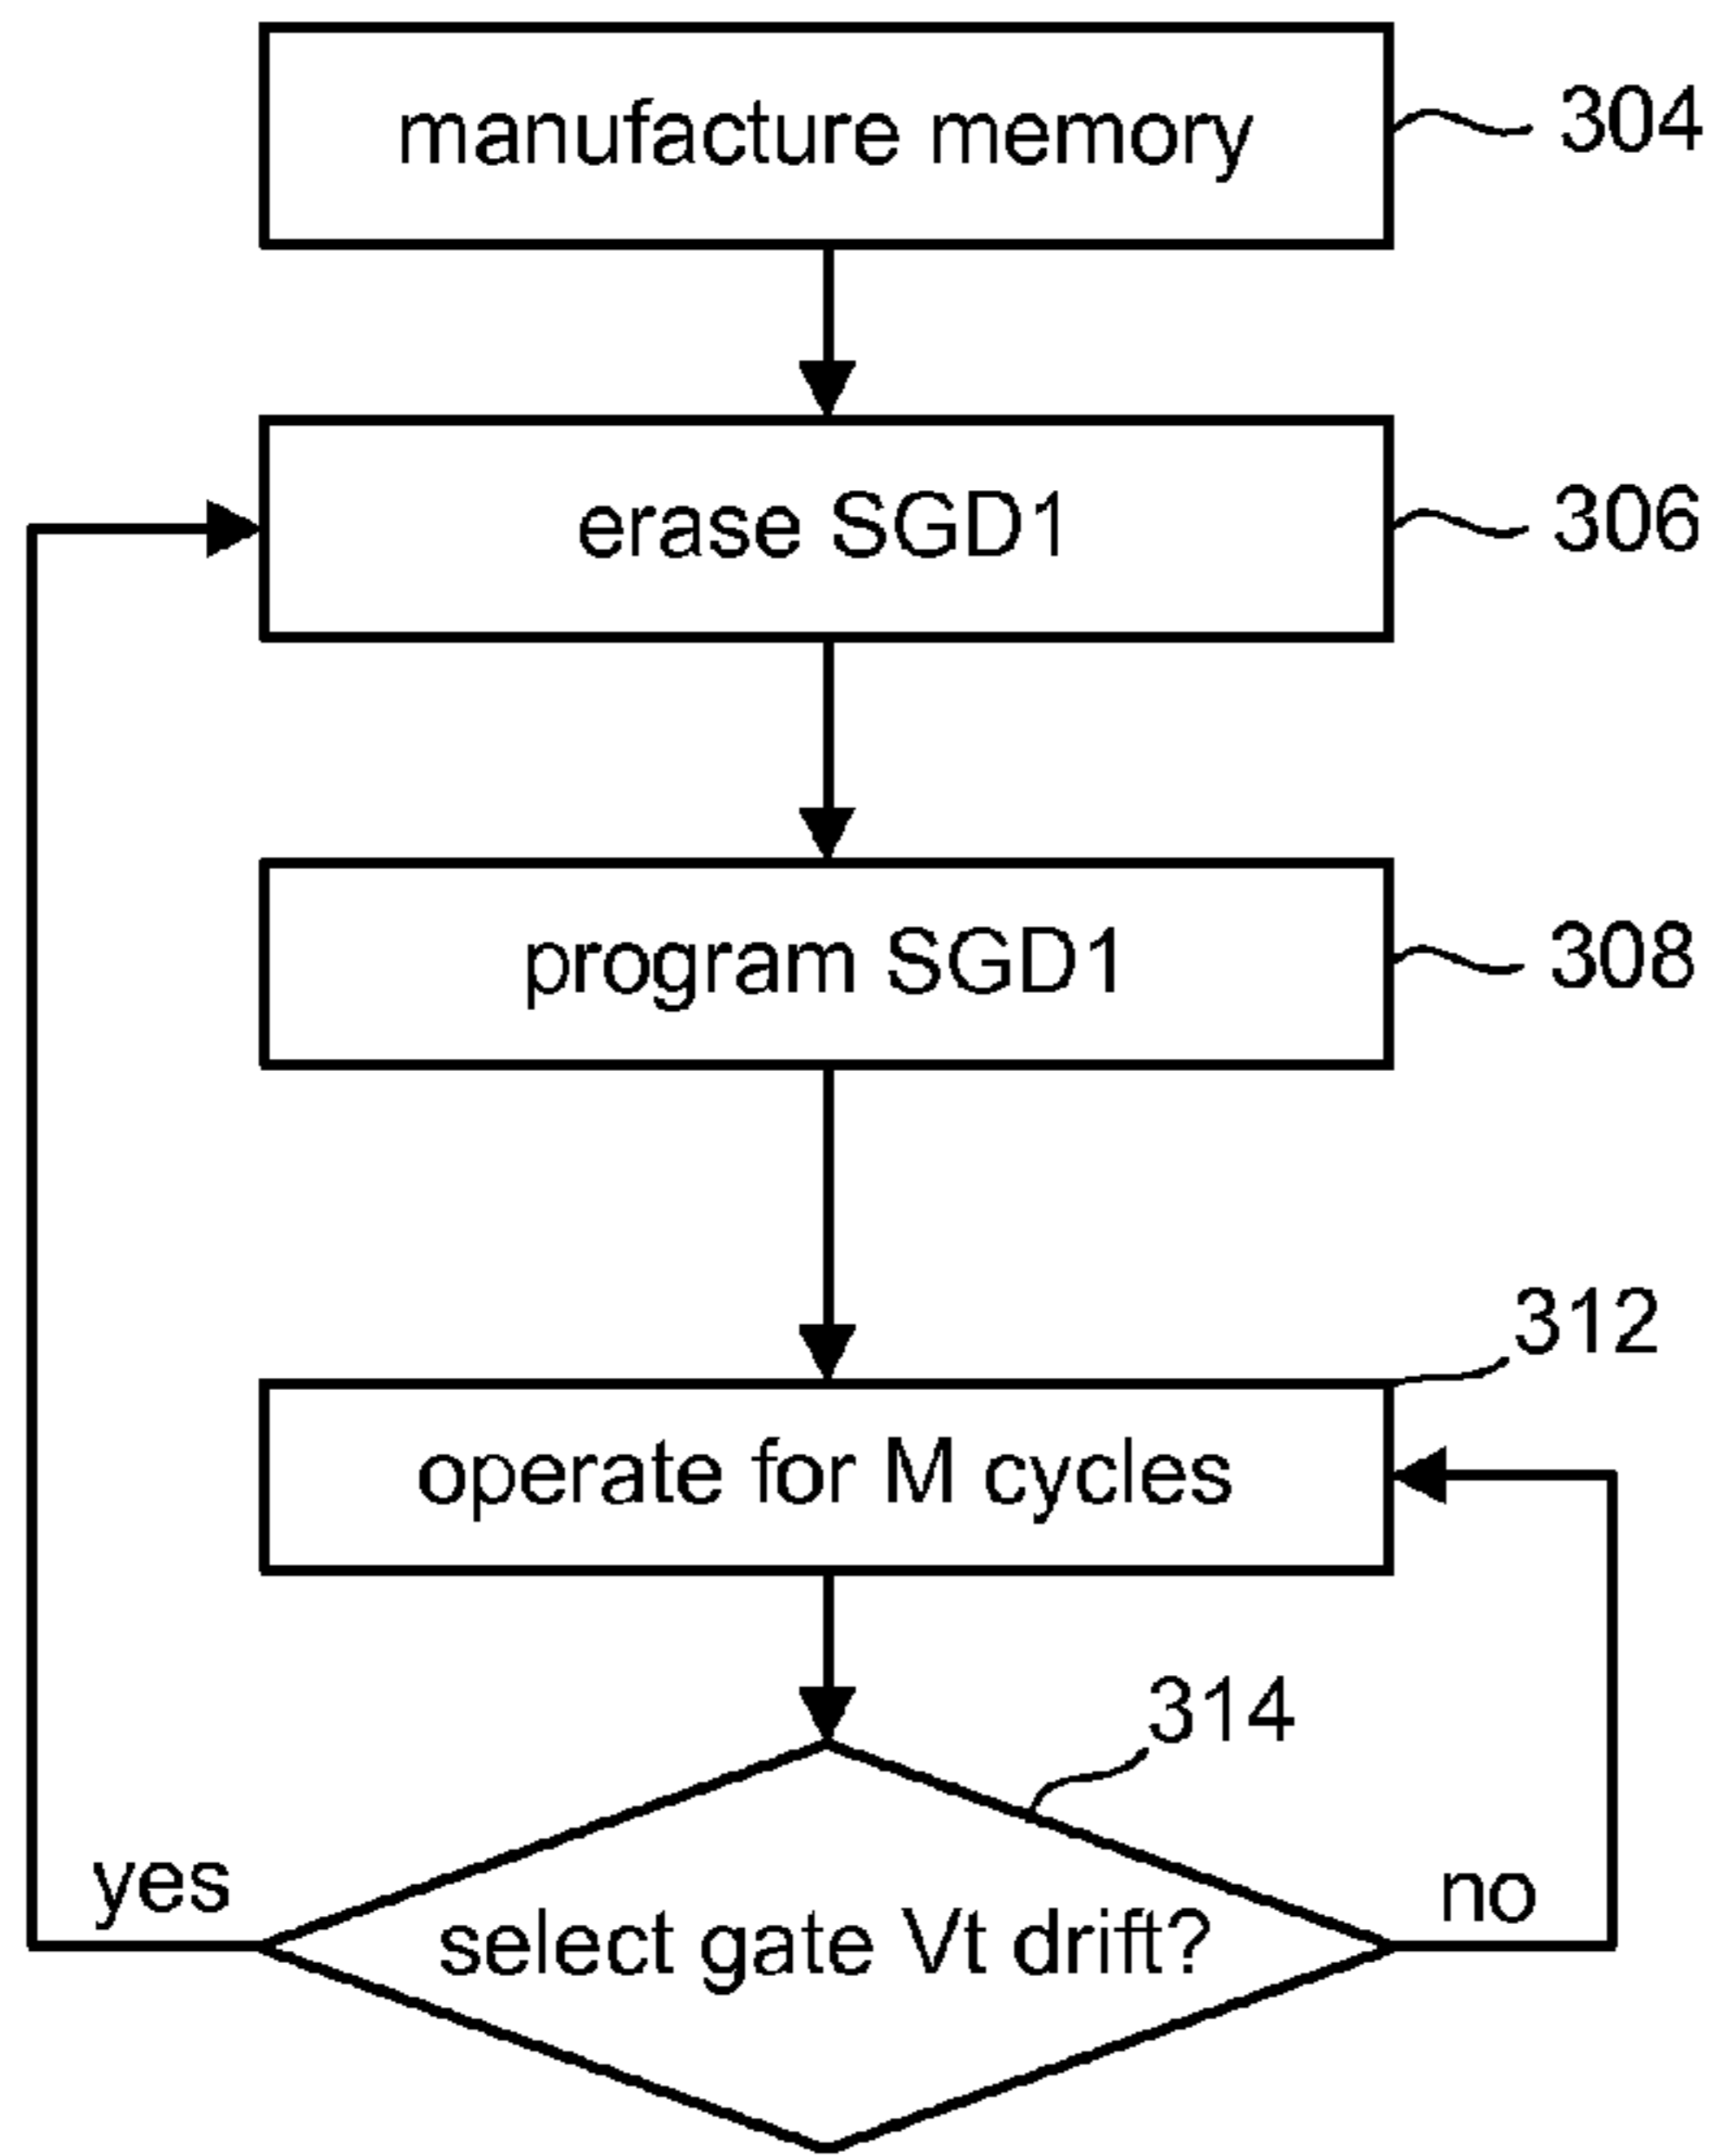 manufacture memory
304
erase SGD1
306
program SGD1
308
312
operate for M cycles
314
yes
select gate Vt drift?
no